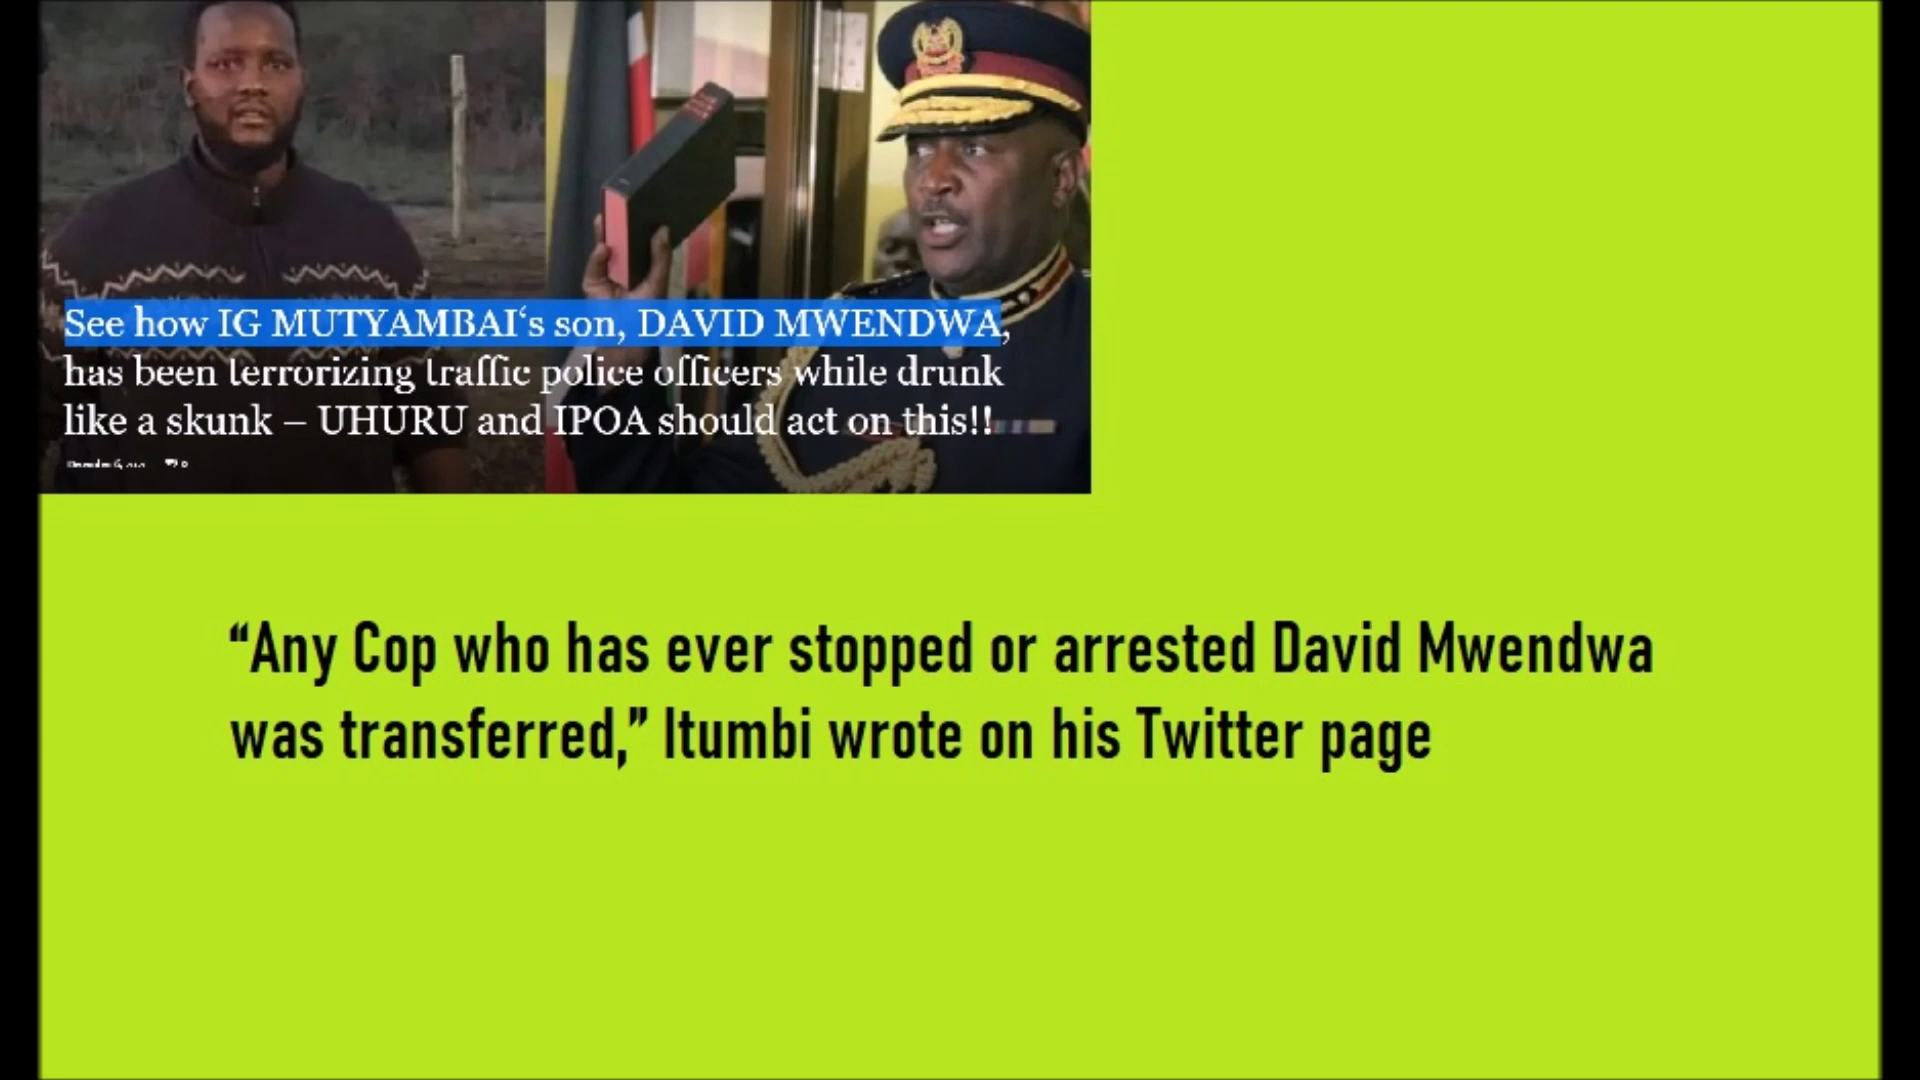 See how IG MUTYAMBAI‘s son, DAVID MWENDWA,
has been terrorizing traffic police officers while drunk
like a skunk – UHURU and IPOA should act on this!!
“Any Cop who has ever stopped or arrested David Mwendwa
was transferred,” Itumbi wrote on his Twitter page